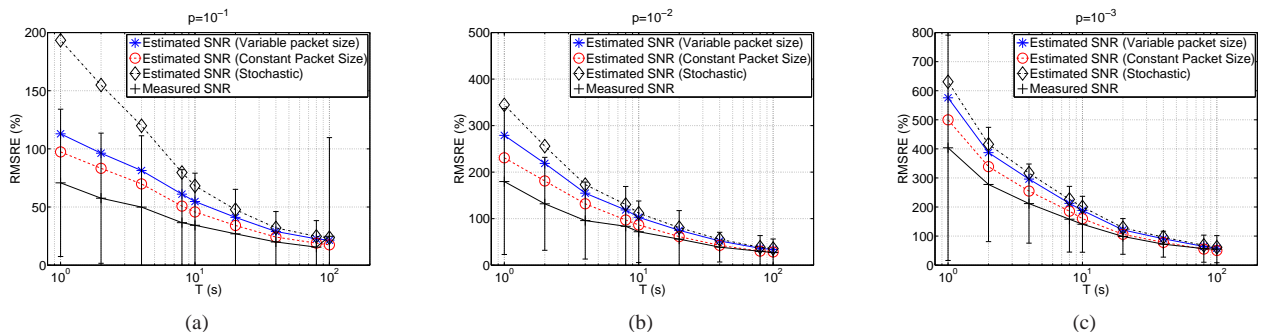 p=10⁻¹
200
150
100
50
0
RMSRE (%)
10⁰
10¹
10²
T (s)
Estimated SNR (Variable packet size)
Estimated SNR (Constant Packet Size)
Estimated SNR (Stochastic)
Measured SNR
(a)
p=10⁻²
500
400
300
200
100
0
RMSRE (%)
10⁰
10¹
10²
T (s)
Estimated SNR (Variable packet size)
Estimated SNR (Constant Packet Size)
Estimated SNR (Stochastic)
Measured SNR
(b)
p=10⁻³
800
700
600
500
400
300
200
100
0
RMSRE (%)
10⁰
10¹
10²
T (s)
Estimated SNR (Variable packet size)
Estimated SNR (Constant Packet Size)
Estimated SNR (Stochastic)
Measured SNR
(c)